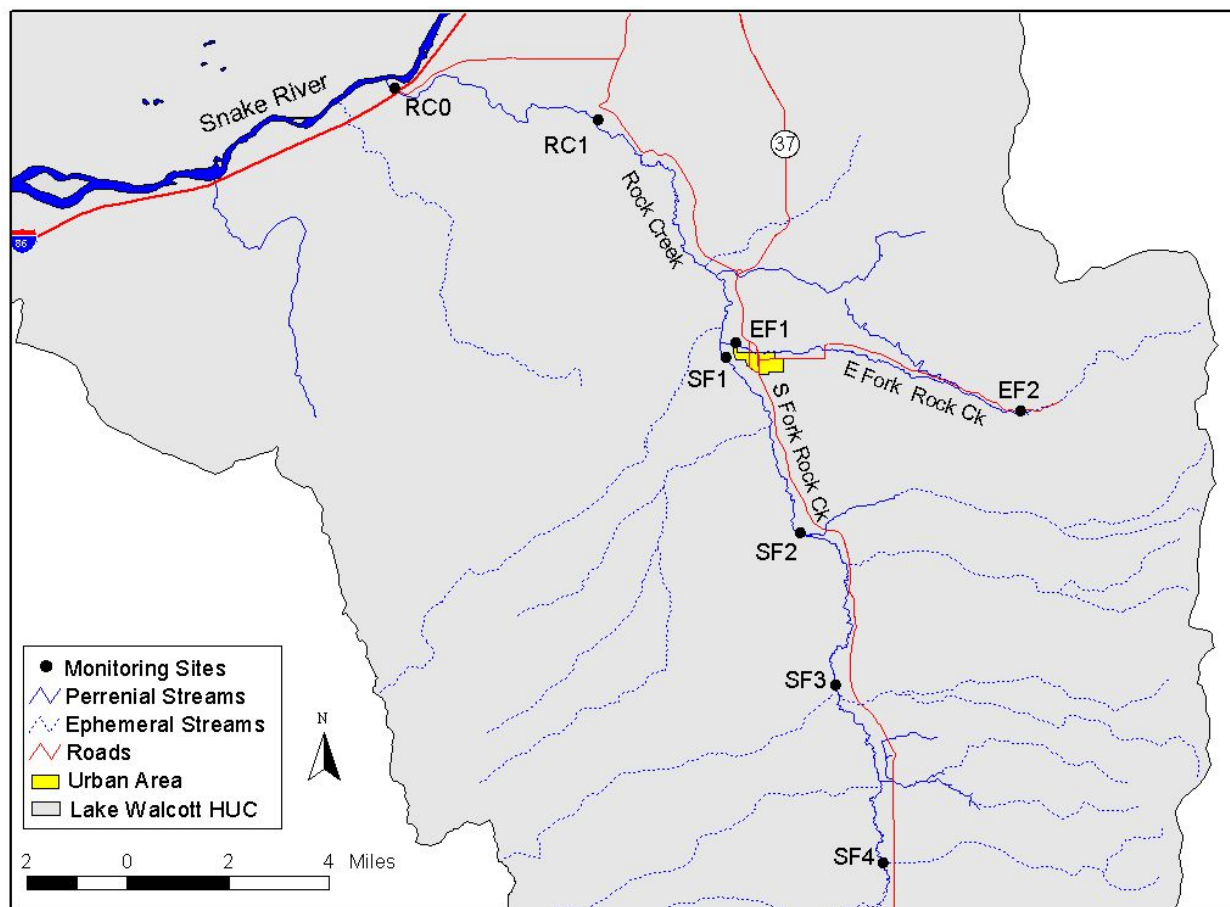 Snake River
RC0
RC1
37
Rock Creek
86
EF1
SF1
E Fork Rock Ck
EF2
S Fork Rock Ck
SF2
SF3
SF4
Monitoring Sites
Perrenial Streams
Ephemeral Streams
Roads
Urban Area
Lake Walcott HUC
N
2 0 2 4 Miles